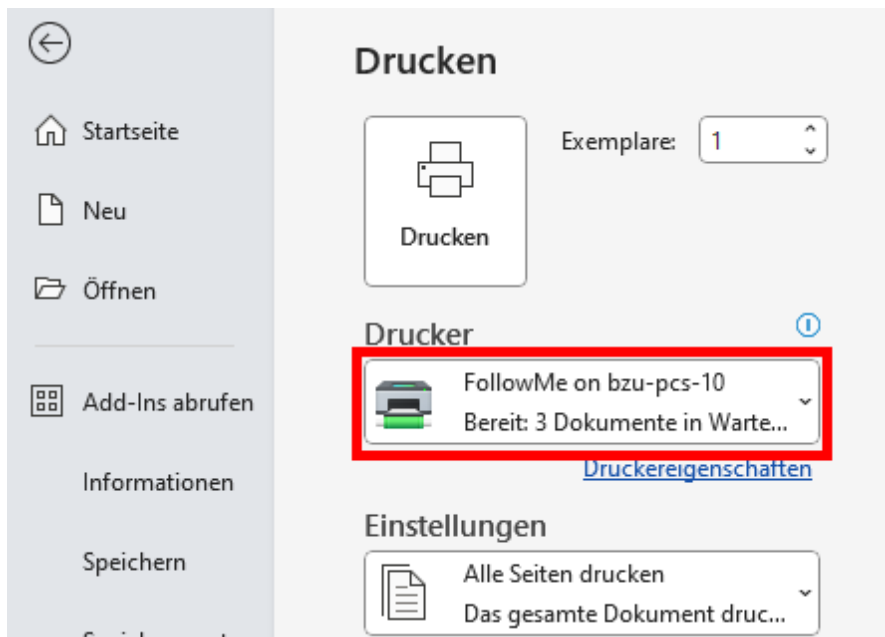 Drucken
Startseite
Neu
Öffnen
Add-Ins abrufen
Informationen
Speichern
Exemplare: 1
Drucken
Drucker
FollowMe on bzu-pcs-10
Bereit: 3 Dokumente in Warte...
Druckereigenschaften
Einstellungen
Alle Seiten drucken
Das gesamte Dokument druc...